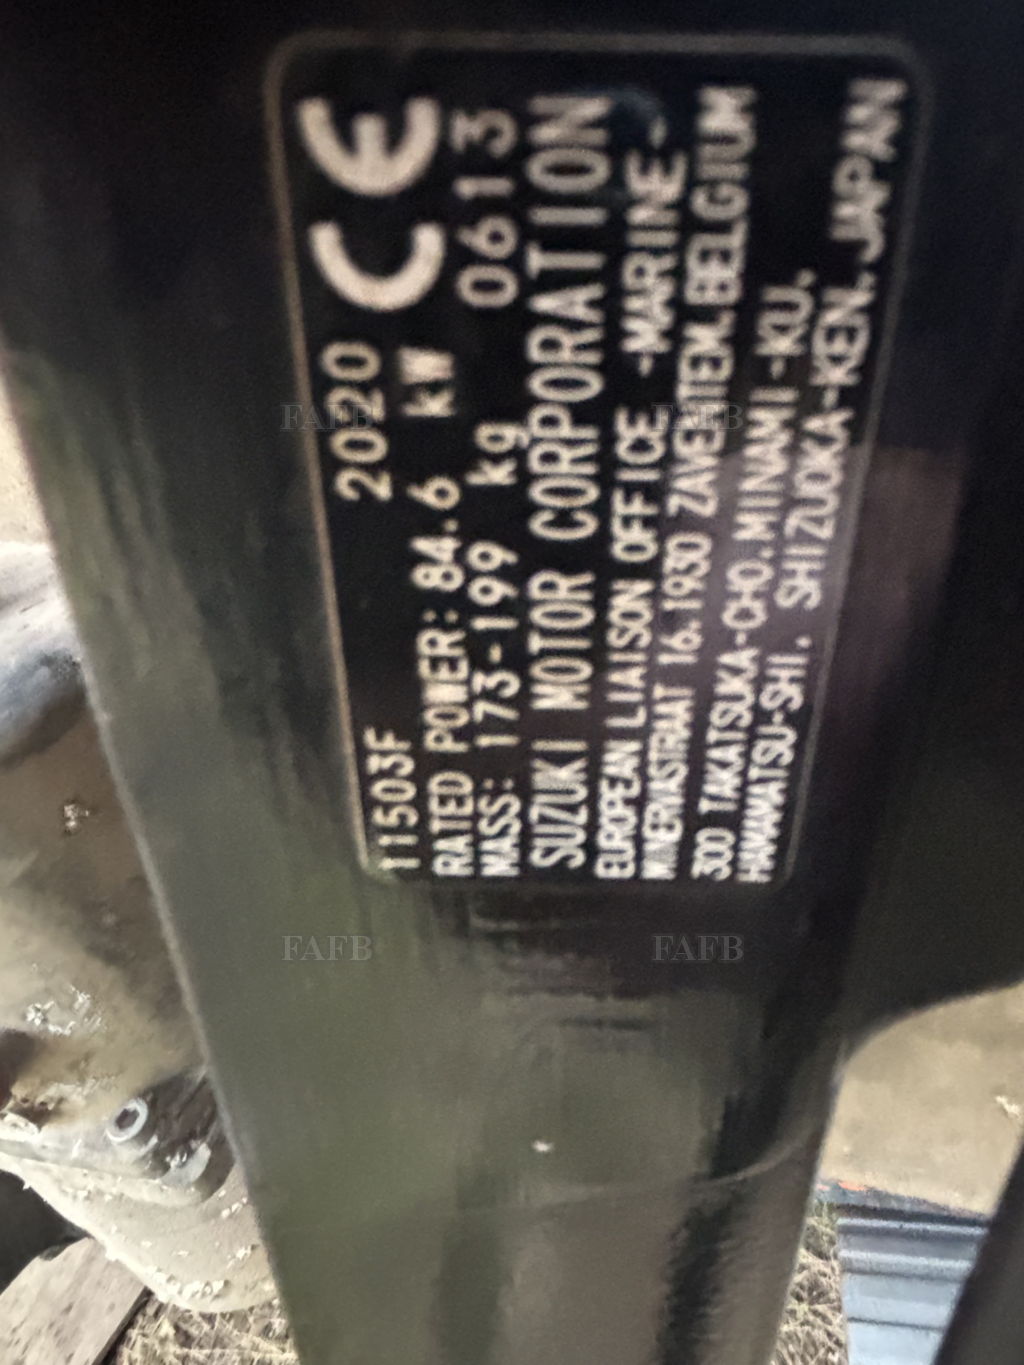 11503F 2020 CE
RATED POWER: 84.6 kW
MASS: 173-199 kg 0613
SUZUKI MOTOR CORPORATION
EUROPEAN LIAISON OFFICE -MARINE-
MINERVASTRAAT 16.1930 ZAVENTEM.BELGIUM
300 TAKATSUKA-CHO.MINAMI-KU.
HAMAMATSU-SHI. SHIZUOKA-KEN.JAPAN
FAFB FAFB
FAFB FAFB